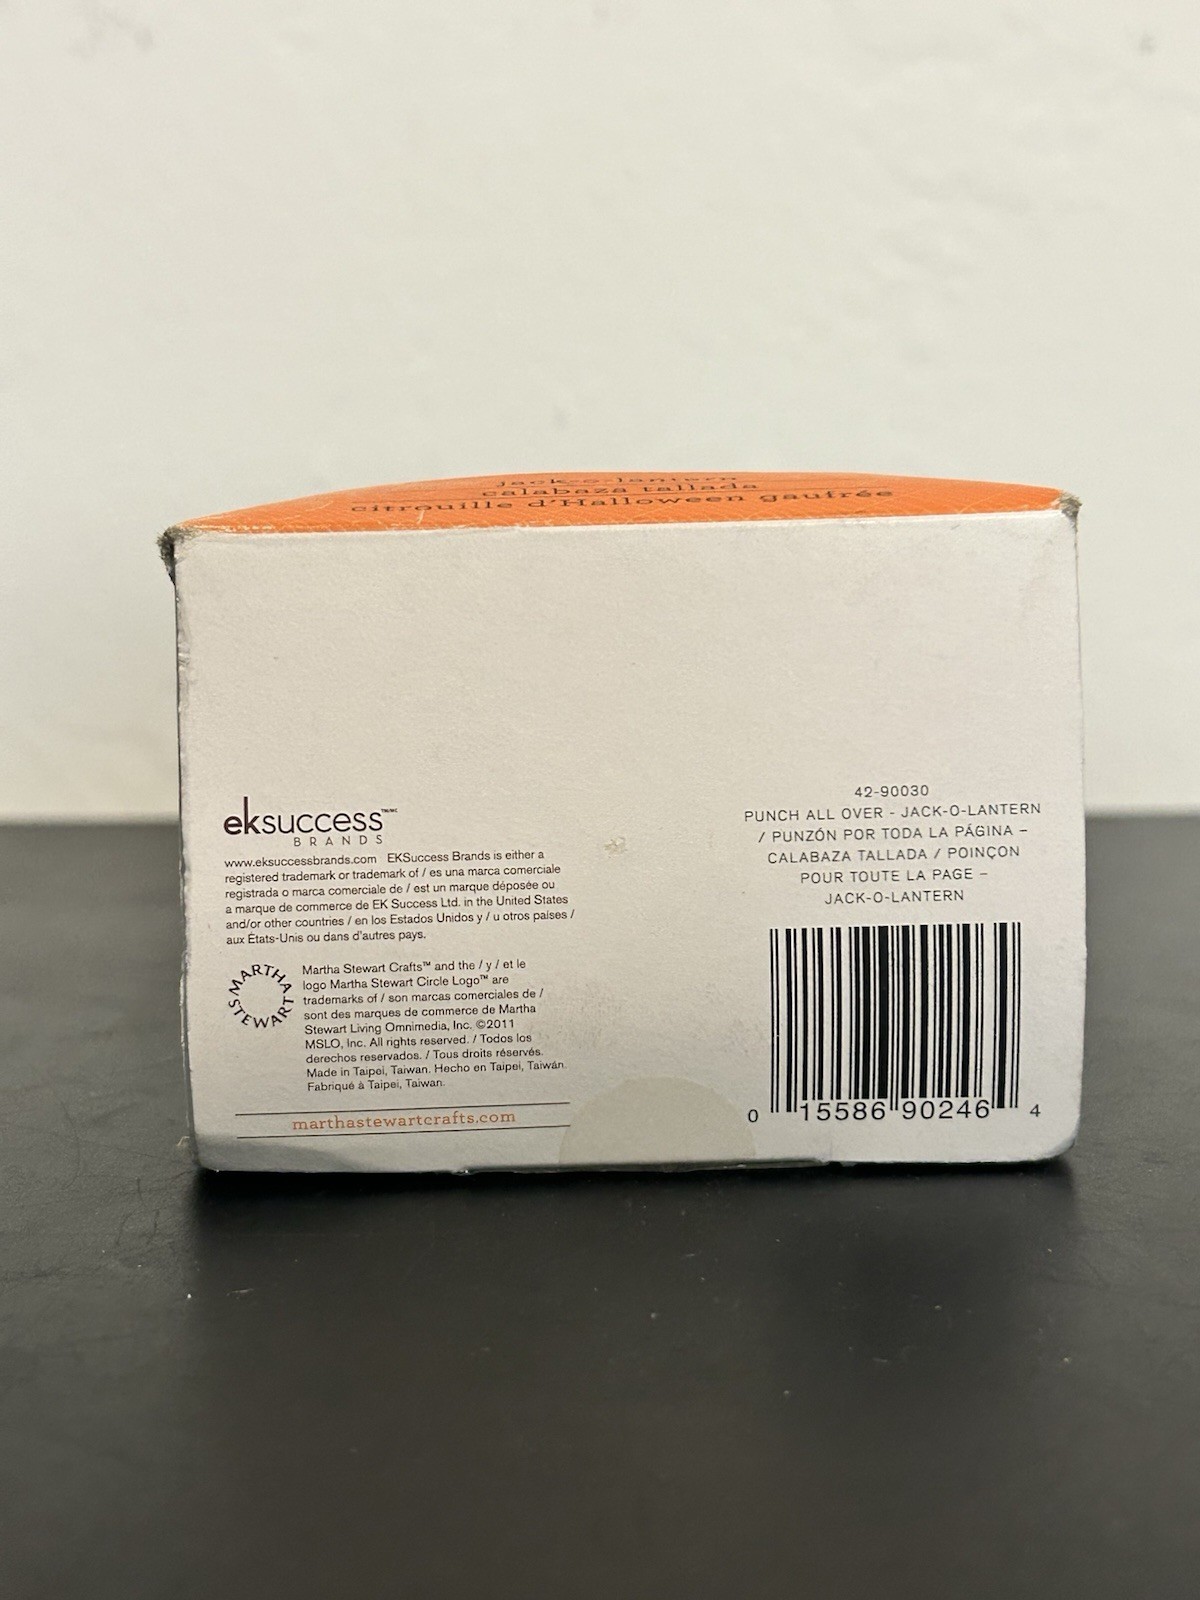 jack-o-lantern
calabaza tallada
citrouille d'Halloween gaufrée
eksuccess™/MC
BRANDS
www.eksuccessbrands.com EKSuccess Brands is either a
registered trademark or trademark of / es una marca comerciale
registrada o marca comerciale de / est un marque déposée ou
a marque de commerce de EK Success Ltd. in the United States
and/or other countries / en los Estados Unidos y / u otros países /
aux États-Unis ou dans d'autres pays.
MARTHA STEWART
Martha Stewart Crafts™ and the / y / et le
logo Martha Stewart Circle Logo™ are
trademarks of / son marcas comerciales de /
sont des marques de commerce de Martha
Stewart Living Omnimedia, Inc. ©2011
MSLO, Inc. All rights reserved. / Todos los
derechos reservados. / Tous droits réservés.
Made in Taipei, Taiwan. Hecho en Taipei, Taiwán.
Fabriqué à Taipei, Taiwan.
marthastewartcrafts.com
42-90030
PUNCH ALL OVER - JACK-O-LANTERN
/ PUNZÓN POR TODA LA PÁGINA –
CALABAZA TALLADA / POINÇON
POUR TOUTE LA PAGE –
JACK-O-LANTERN
0 15586 90246 4